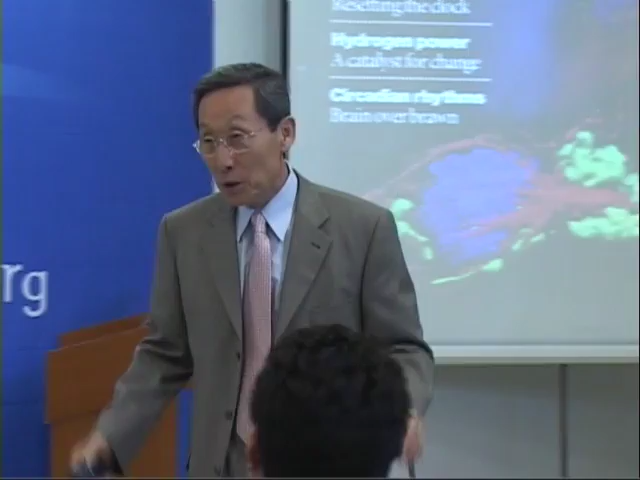 Resetting the clock
Hydrogen power
A catalyst for change
Circadian rhythms
Brain over brawn
rg